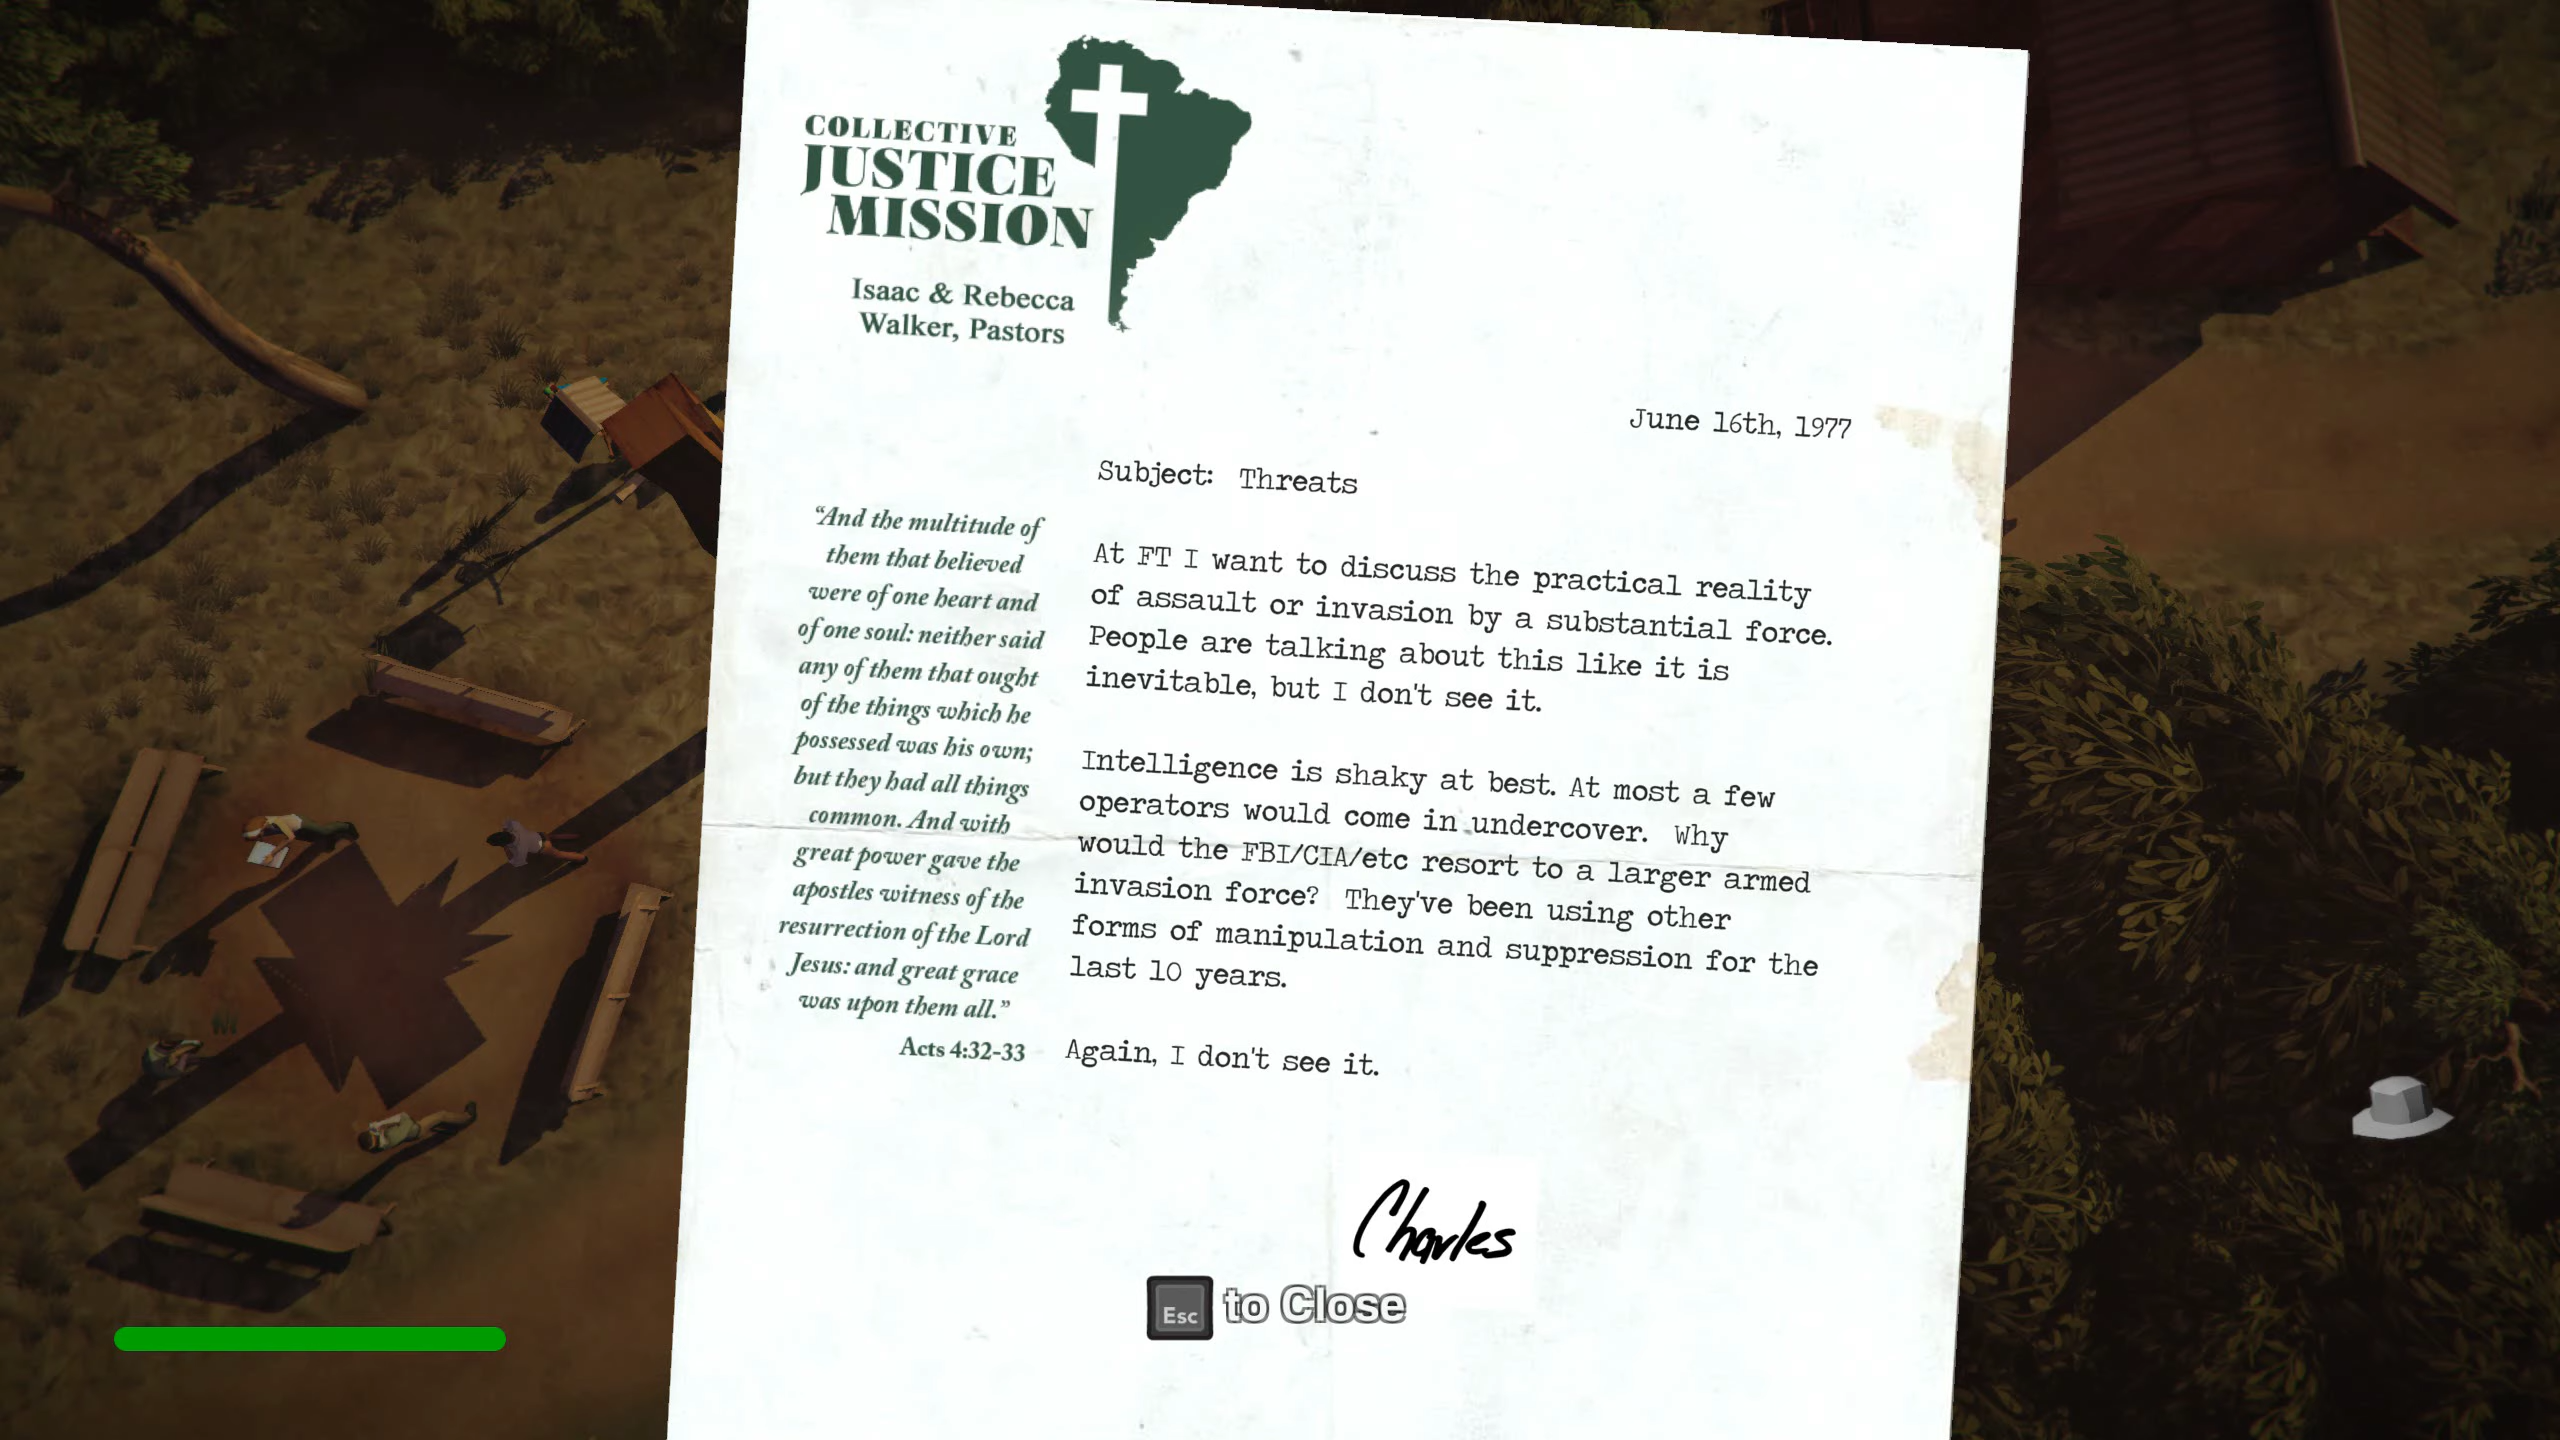 COLLECTIVE
JUSTICE
MISSION
Isaac & Rebecca
Walker, Pastors
June 16th, 1977
Subject: Threats
“And the multitude of
them that believed
were of one heart and
of one soul: neither said
any of them that ought
of the things which he
possessed was his own;
but they had all things
common. And with
great power gave the
apostles witness of the
resurrection of the Lord
Jesus: and great grace
was upon them all.”
Acts 4:32-33
At FT I want to discuss the practical reality
of assault or invasion by a substantial force.
People are talking about this like it is
inevitable, but I don't see it.
Intelligence is shaky at best. At most a few
operators would come in undercover. Why
would the FBI/CIA/etc resort to a larger armed
invasion force? They've been using other
forms of manipulation and suppression for the
last 10 years.
Again, I don't see it.
Charles
Esc to Close